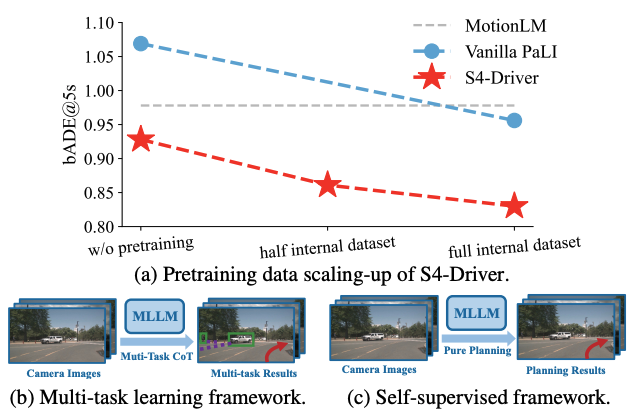 1.10
1.05
1.00
0.95
0.90
0.85
0.80
bADE@5s
MotionLM
Vanilla PaLI
S4-Driver
w/o pretraining
half internal dataset
full internal dataset
(a) Pretraining data scaling-up of S4-Driver.
MLLM
Muti-Task CoT
Camera Images
Multi-task Results
(b) Multi-task learning framework.
MLLM
Pure Planning
Camera Images
Planning Results
(c) Self-supervised framework.